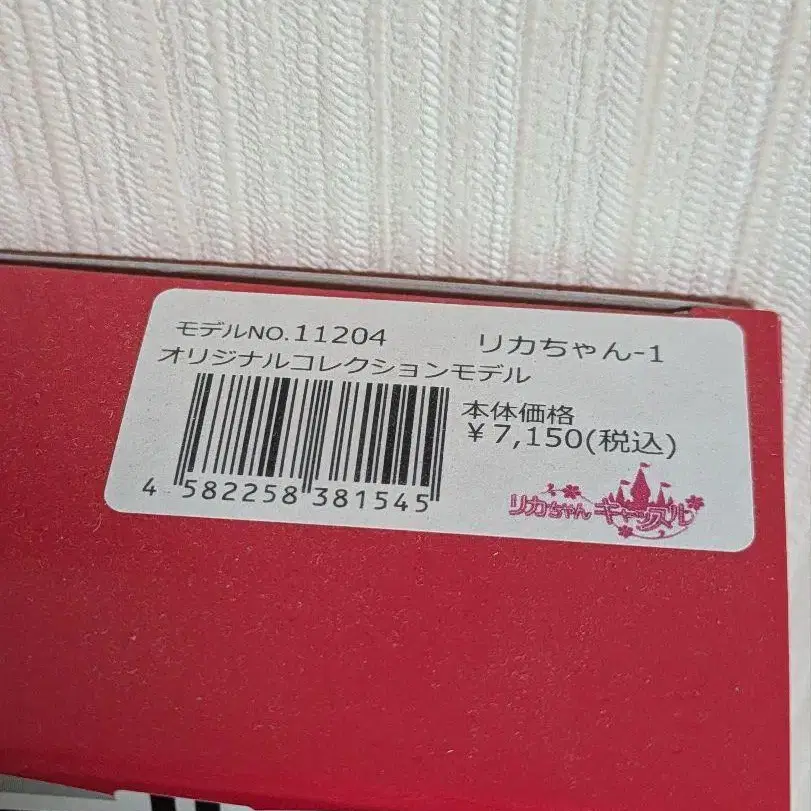 モデルNO.11204 リカちゃん-1
オリジナルコレクションモデル
本体価格
¥7,150(税込)
4 582258 381545
リカちゃん キャッスル